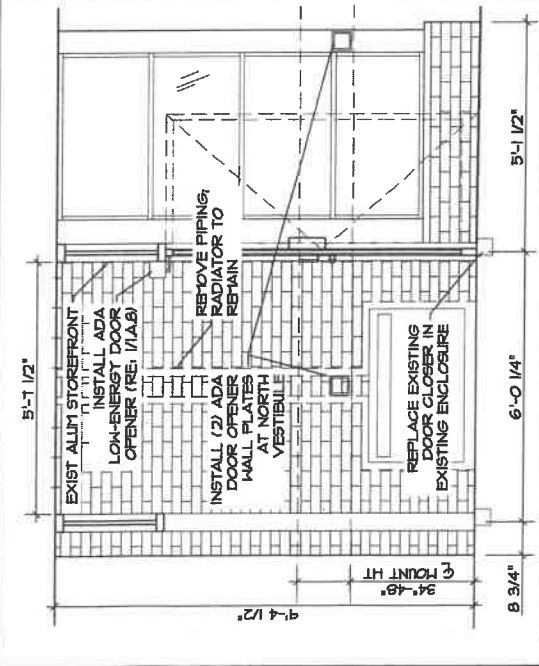 5'-7 1/2"
EXIST ALUM STOREFRONT
INSTALL ADA
LOW-ENERGY DOOR
OPENER (RE: 1/1A8)
REMOVE PIPING;
RADIATOR TO
REMAIN
INSTALL (2) ADA
DOOR OPENER
WALL PLATES
AT NORTH
VESTIBULE
REPLACE EXISTING
DOOR CLOSER IN
EXISTING ENCLOSURE
9'-4 1/2"
34"-48"
℄ MOUNT HT
8 3/4"
6'-0 1/4"
5'-1 1/2"